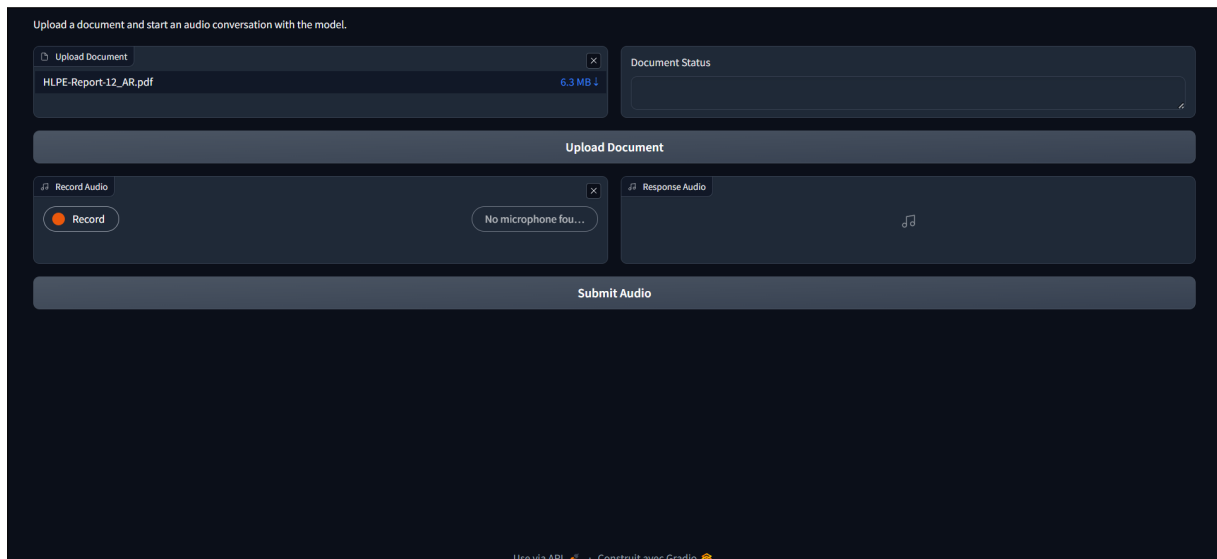 Upload a document and start an audio conversation with the model.
Upload Document
HLPE-Report-12_AR.pdf 6.3 MB ↓
Document Status
Upload Document
Record Audio
Record No microphone fou...
Response Audio
Submit Audio
Use via API · Construit avec Gradio